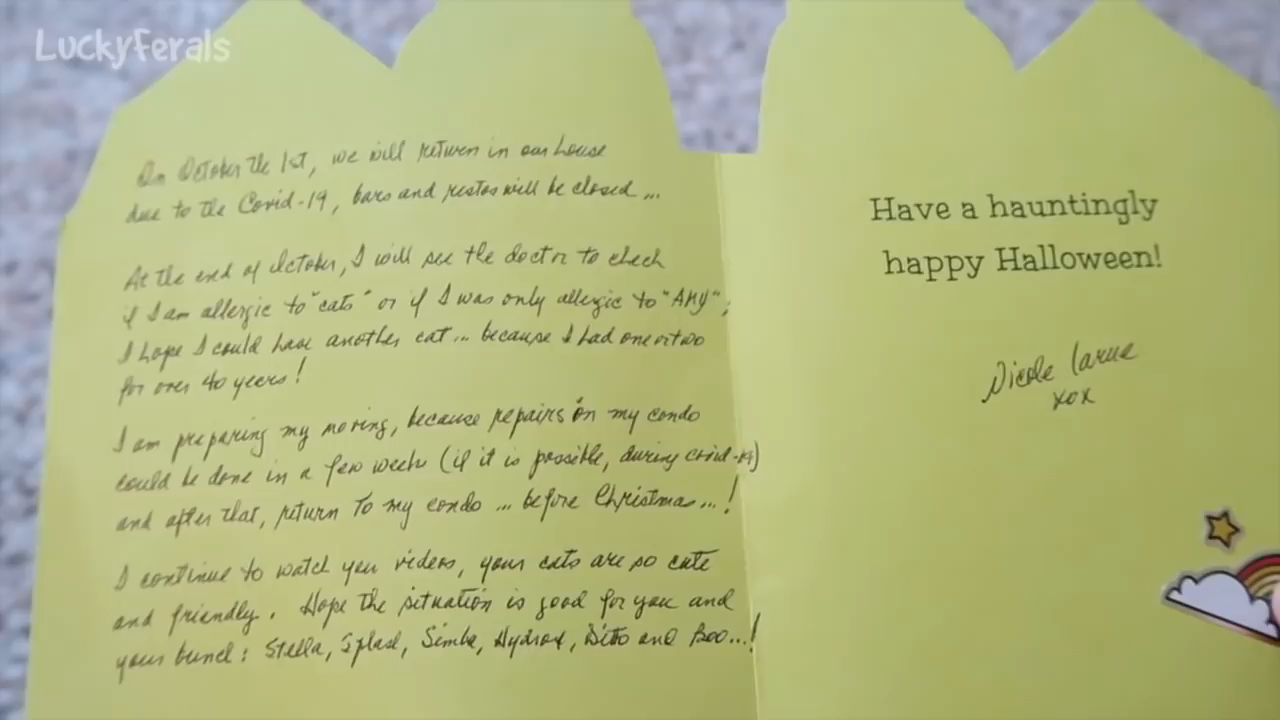 LuckyFerals
On October the 1st, we will return in our house
due to the Covid-19, bars and restos will be closed ...
At the end of October, I will see the doctor to check
if I am allergic to "cats" or if I was only allergic to "Amy";
I hope I could have another cat ... because I had one or two
for over 40 years!
I am preparing my moving, because repairs on my condo
could be done in a few week (if it is possible, during covid-19)
and after that, return to my condo ... before Christmas ...!
I continue to watch you videos, your cats are so cute
and friendly. Hope the situation is good for you and
your bunch: Stella, Splash, Simba, Hydrox, Ditto and Boo...!
Have a hauntingly
happy Halloween!
Nicole Larue
xox